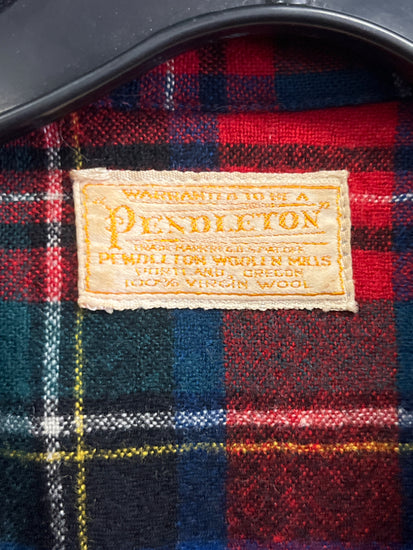 WARRANTED TO BE A
"PENDLETON"
TRADE MARK REG. U.S. PAT. OFF.
PENDLETON WOOLEN MILLS
PORTLAND, OREGON
100% VIRGIN WOOL